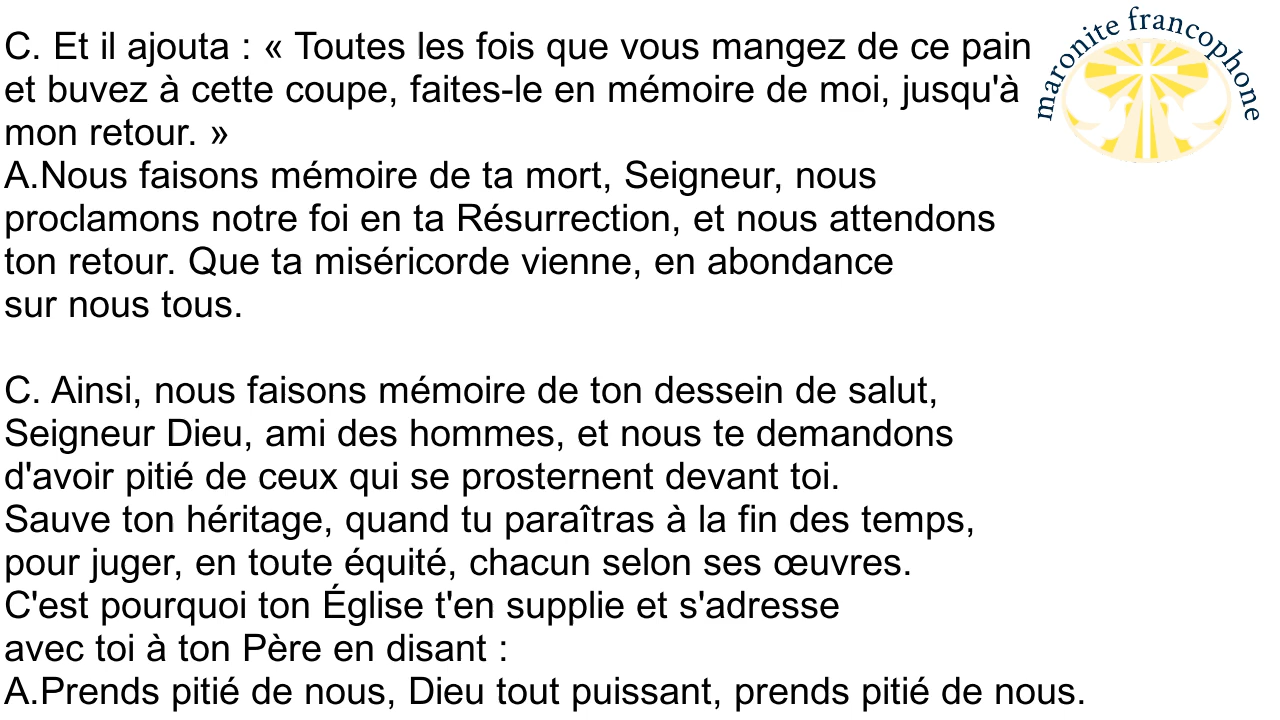 C. Et il ajouta : « Toutes les fois que vous mangez de ce pain
et buvez à cette coupe, faites-le en mémoire de moi, jusqu'à
mon retour. »
maronite francophone
A.Nous faisons mémoire de ta mort, Seigneur, nous
proclamons notre foi en ta Résurrection, et nous attendons
ton retour. Que ta miséricorde vienne, en abondance
sur nous tous.
C. Ainsi, nous faisons mémoire de ton dessein de salut,
Seigneur Dieu, ami des hommes, et nous te demandons
d'avoir pitié de ceux qui se prosternent devant toi.
Sauve ton héritage, quand tu paraîtras à la fin des temps,
pour juger, en toute équité, chacun selon ses œuvres.
C'est pourquoi ton Église t'en supplie et s'adresse
avec toi à ton Père en disant :
A.Prends pitié de nous, Dieu tout puissant, prends pitié de nous.